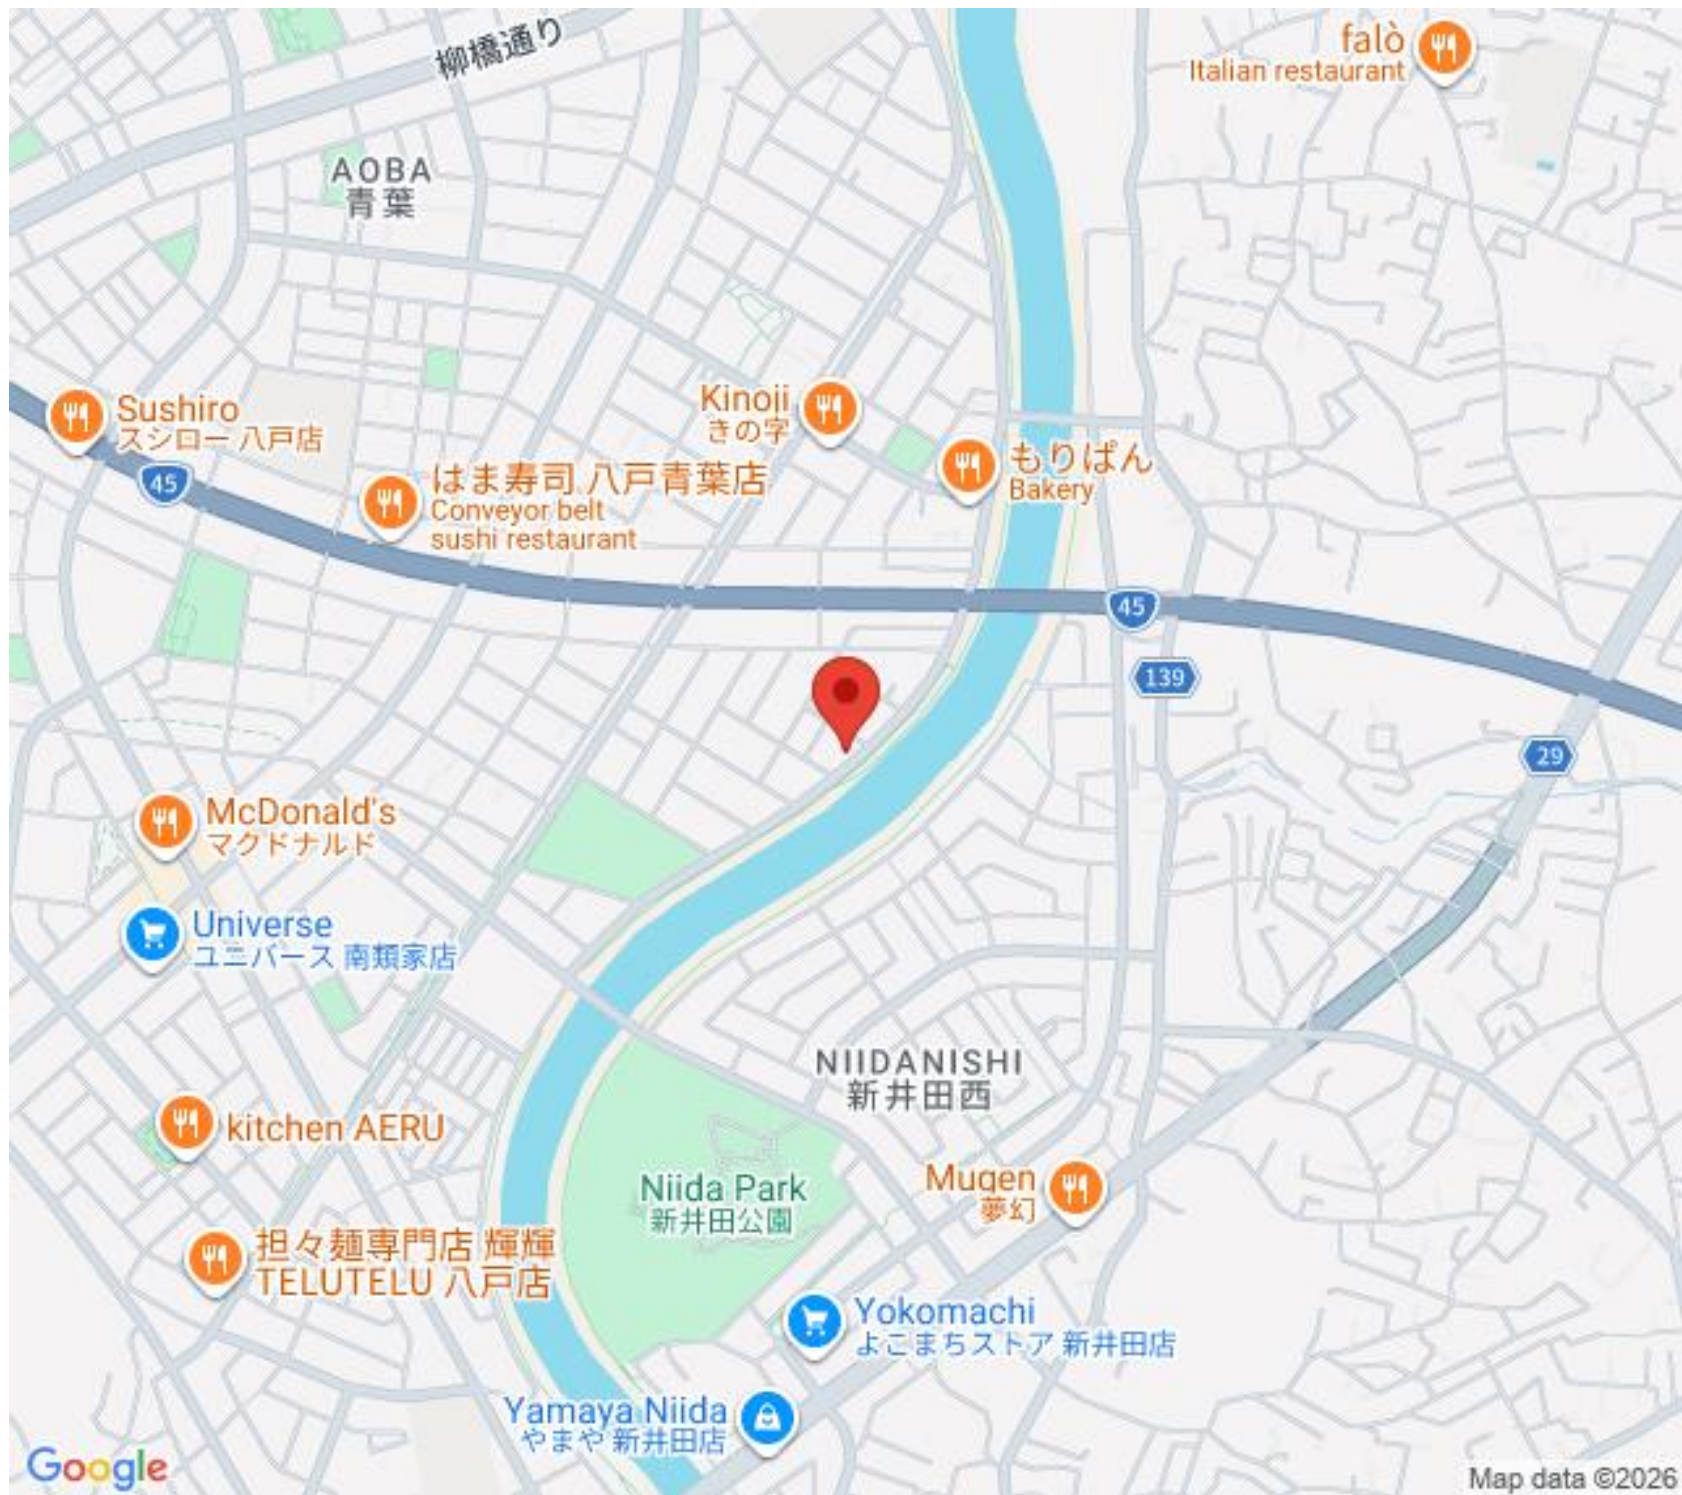 柳橋通り
falò
Italian restaurant
AOBA
青葉
Sushiro
スシロー 八戸店
45
Kinoji
きの字
はま寿司 八戸青葉店
Conveyor belt
sushi restaurant
もりぱん
Bakery
45
139
29
McDonald's
マクドナルド
Universe
ユニバース 南類家店
NIIDANISHI
新井田西
kitchen AERU
Niida Park
新井田公園
Mugen
夢幻
担々麺専門店 輝輝
TELUTELU 八戸店
Yokomachi
よこまちストア 新井田店
Yamaya Niida
やまや 新井田店
Google
Map data ©2026